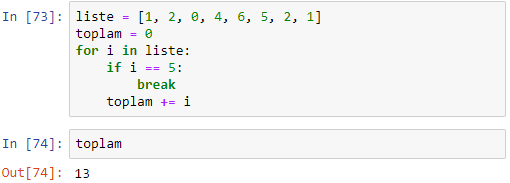 In [73]: liste = [1, 2, 0, 4, 6, 5, 2, 1]
toplam = 0
for i in liste:
    if i == 5:
        break
    toplam += i
In [74]: toplam
Out[74]: 13